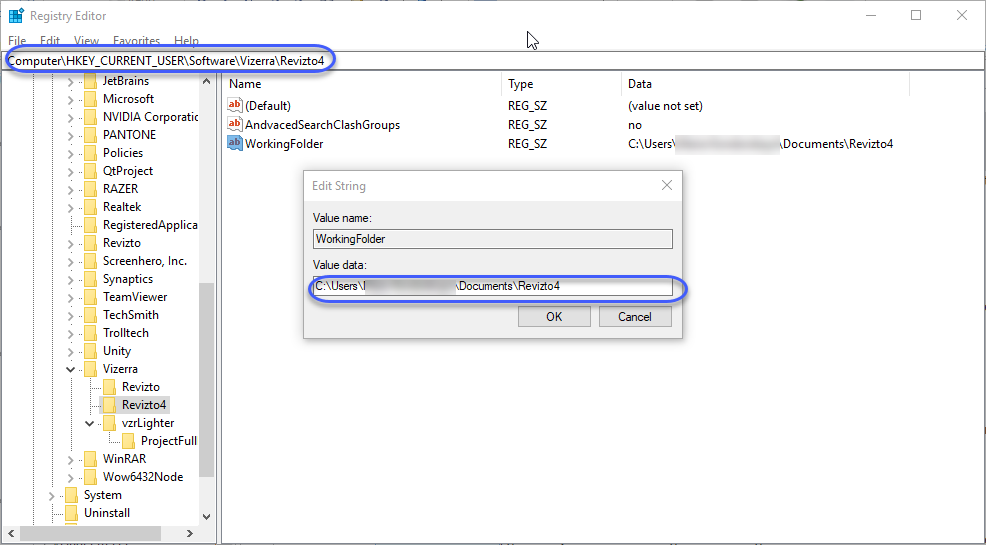 Registry Editor
File Edit View Favorites Help
Computer\HKEY_CURRENT_USER\Software\Vizerra\Revizto4
JetBrains
Microsoft
NVIDIA Corporatic
PANTONE
Policies
QtProject
RAZER
Realtek
RegisteredApplica
Revizto
Screenhero, Inc.
Synaptics
TeamViewer
TechSmith
Trolltech
Unity
Vizerra
Revizto
Revizto4
vzrLighter
ProjectFull
WinRAR
Wow6432Node
System
Uninstall
Name Type Data
ab (Default) REG_SZ (value not set)
ab AndvacedSearchClashGroups REG_SZ no
ab WorkingFolder REG_SZ C:\Users\ \Documents\Revizto4
Edit String
Value name:
WorkingFolder
Value data:
C:\Users\ \Documents\Revizto4
OK Cancel